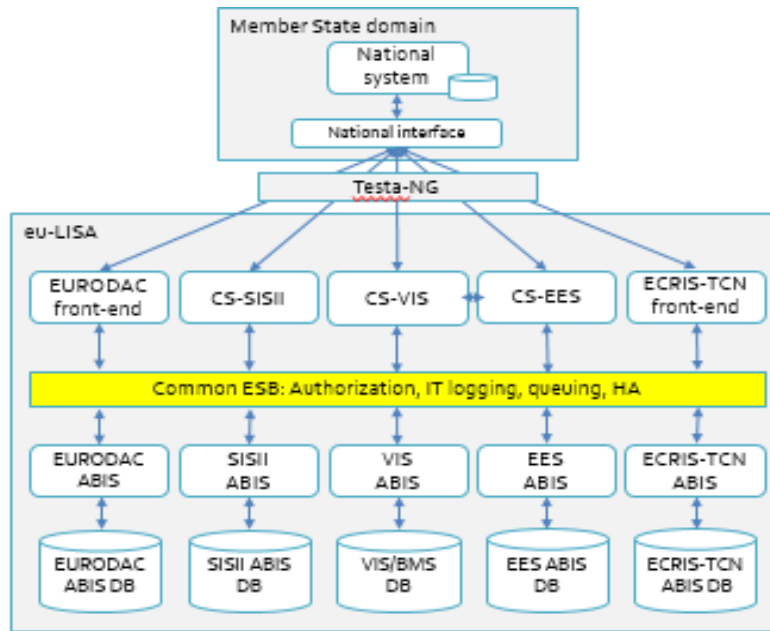 Member State domain
National
system
National interface
Testa-NG
eu-LISA
EURODAC
front-end
CS-SISII
CS-VIS
CS-EES
ECRIS-TCN
front-end
Common ESB: Authorization, IT logging, queuing, HA
EURODAC
ABIS
SISII
ABIS
VIS
ABIS
EES
ABIS
ECRIS-TCN
ABIS
EURODAC
ABIS DB
SISII ABIS
DB
VIS/BMS
DB
EES ABIS
DB
ECRIS-TCN
ABIS DB